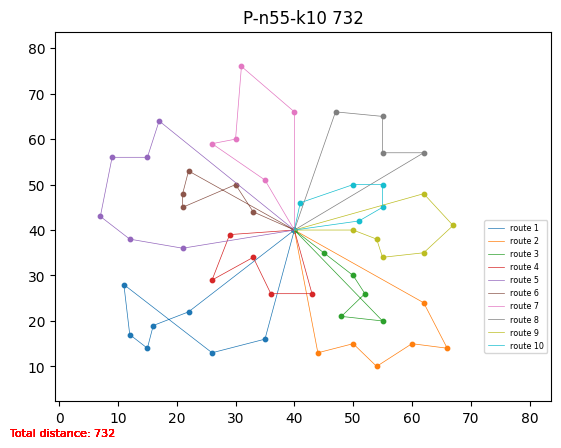 P-n55-k10 732
80
70
60
50
40
30
20
10
0 10 20 30 40 50 60 70 80
route 1
route 2
route 3
route 4
route 5
route 6
route 7
route 8
route 9
route 10
Total distance: 732